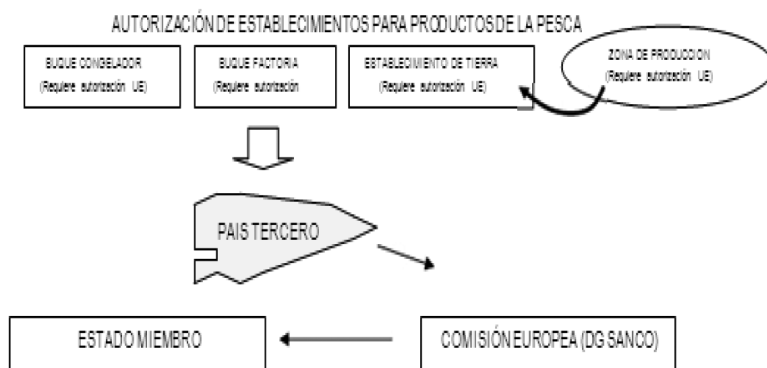 AUTORIZACIÓN DE ESTABLECIMIENTOS PARA PRODUCTOS DE LA PESCA
BUQUE CONGELADOR
(Requiere autorización UE)
BUQUE FACTORIA
(Requiere autorización
ESTABLECIMIENTO DE TIERRA
(Requiere autorización UE)
ZONA DE PRODUCCION
(Requiere autorización UE)
PAIS TERCERO
ESTADO MIEMBRO
COMISIÓN EUROPEA (DG SANCO)